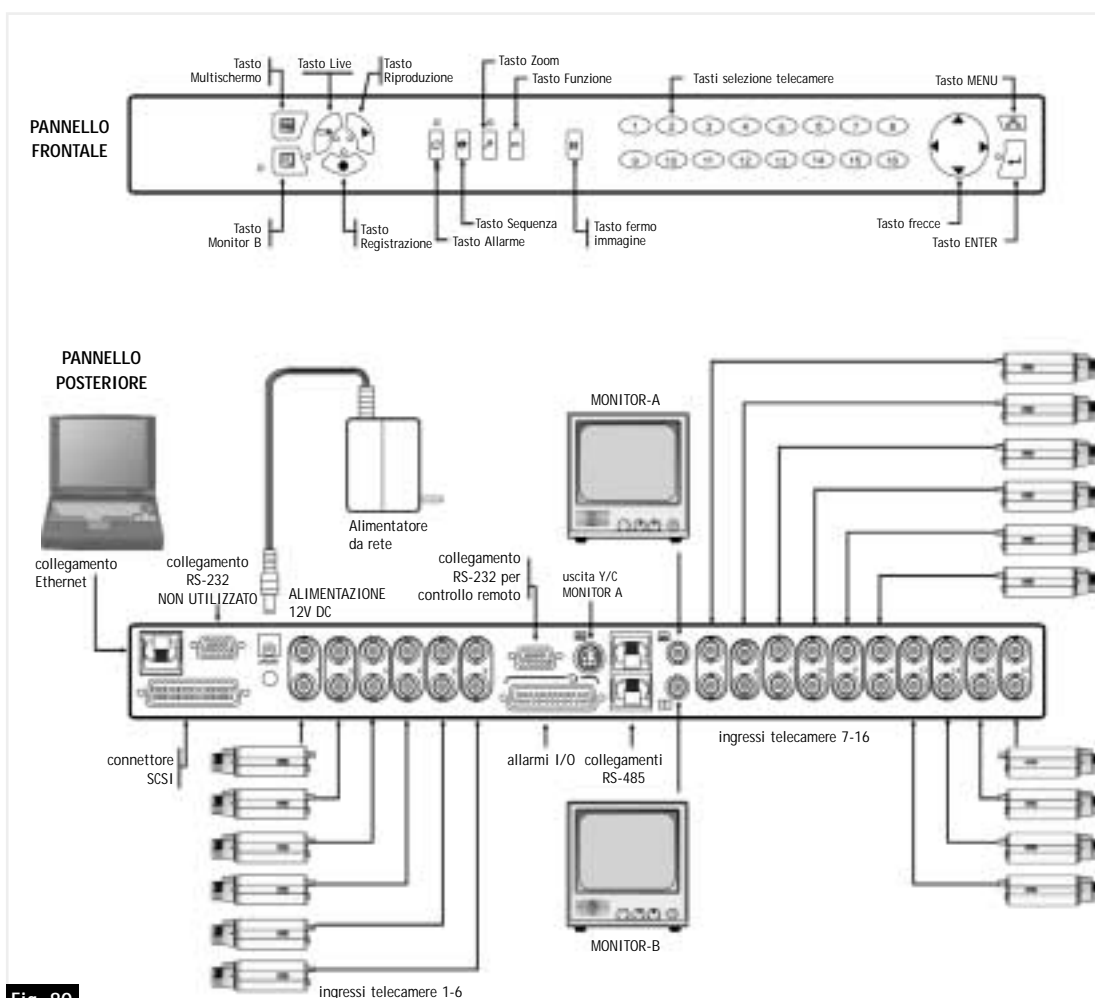 Tasto
Multischermo
Tasto Live
Tasto
Riproduzione
Tasto Zoom
Tasto Funzione
Tasti selezione telecamere
Tasto MENU
PANNELLO
FRONTALE
1 2 3 4 5 6 7 8
9 10 11 12 13 14 15 16
Tasto
Monitor B
Tasto
Registrazione
Tasto Sequenza
Tasto Allarme
Tasto fermo
immagine
Tasto frecce
Tasto ENTER
PANNELLO
POSTERIORE
MONITOR-A
Alimentatore
da rete
collegamento
Ethernet
collegamento
RS-232
NON UTILIZZATO
ALIMENTAZIONE
12V DC
collegamento
RS-232 per
controllo remoto
uscita Y/C
MONITOR A
connettore
SCSI
allarmi I/O
collegamenti
RS-485
ingressi telecamere 7-16
MONITOR-B
ingressi telecamere 1-6
Fig. 80